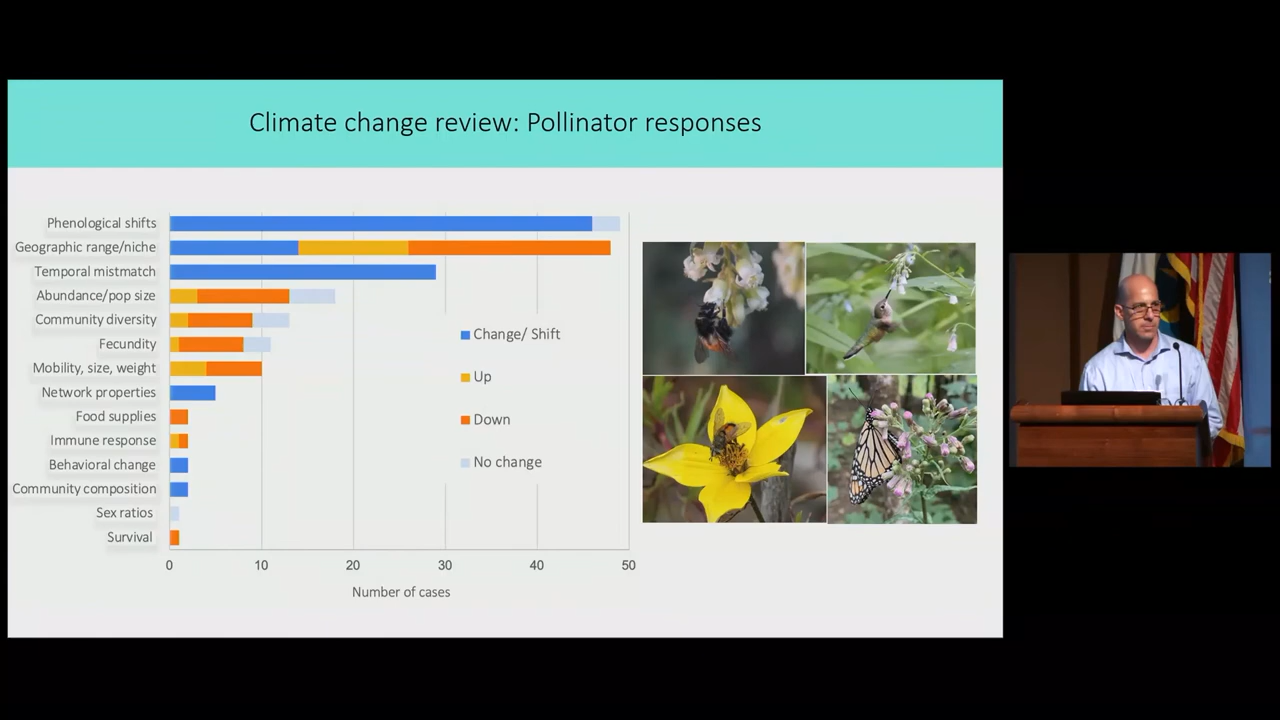 Climate change review: Pollinator responses
Phenological shifts
Geographic range/niche
Temporal mistmatch
Abundance/pop size
Community diversity
Fecundity
Mobility, size, weight
Network properties
Food supplies
Immune response
Behavioral change
Community composition
Sex ratios
Survival
0 10 20 30 40 50
Number of cases
Change/ Shift
Up
Down
No change